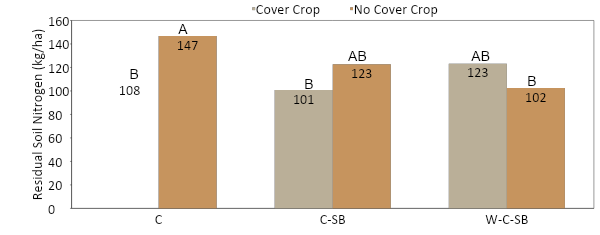 Cover Crop No Cover Crop
Residual Soil Nitrogen (kg/ha)
160
140
120
100
80
60
40
20
0
B
108
A
147
B
101
AB
123
AB
123
B
102
C C-SB W-C-SB